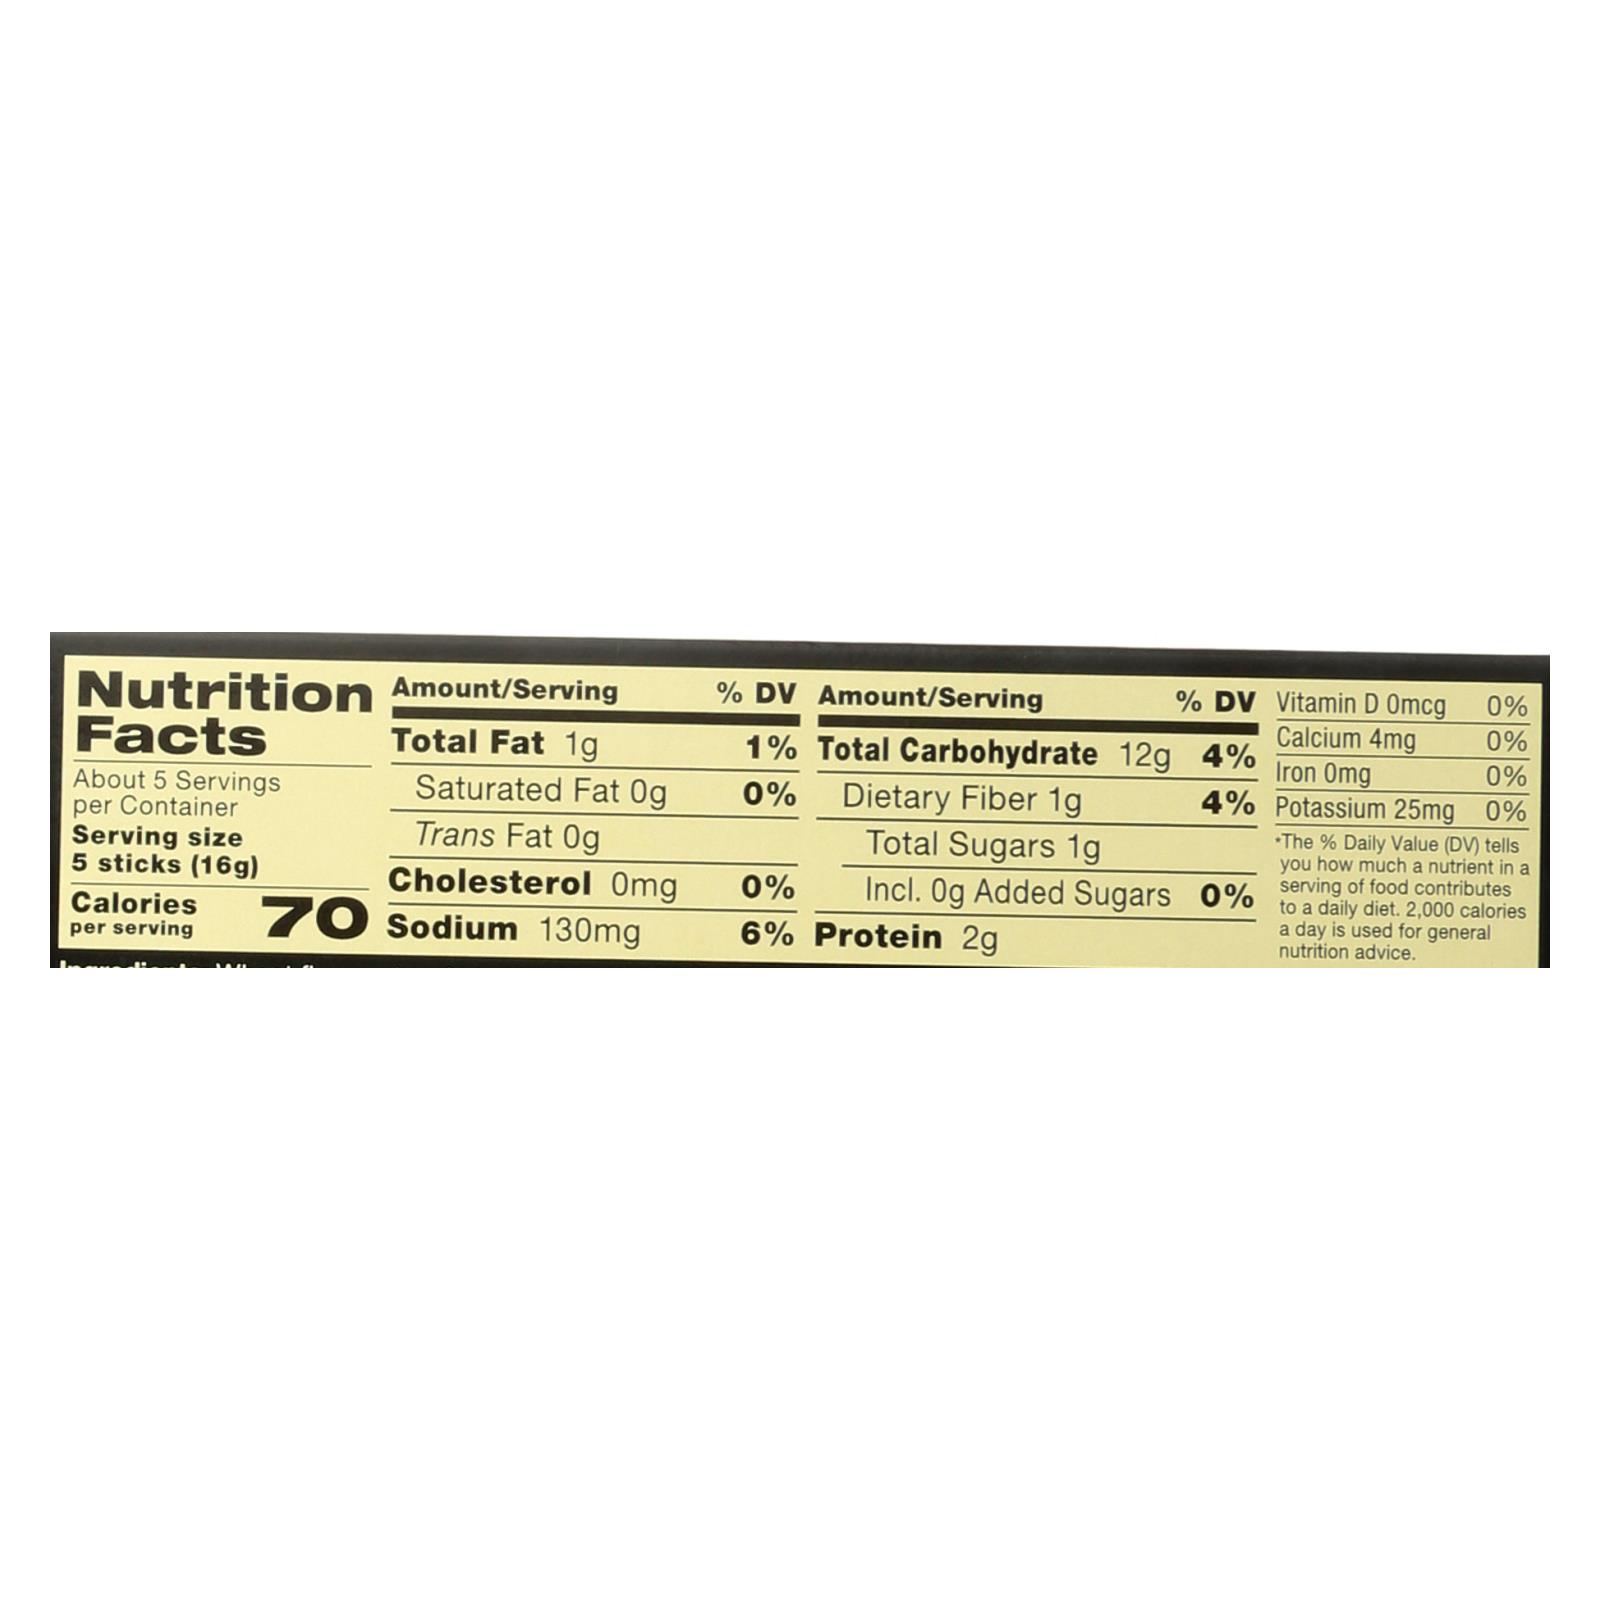 Nutrition
Facts
About 5 Servings
per Container
Serving size
5 sticks (16g)
Calories
per serving 70
Amount/Serving % DV
Total Fat 1g 1%
Saturated Fat 0g 0%
Trans Fat 0g
Cholesterol 0mg 0%
Sodium 130mg 6%
Amount/Serving % DV
Total Carbohydrate 12g 4%
Dietary Fiber 1g 4%
Total Sugars 1g
Incl. 0g Added Sugars 0%
Protein 2g
Vitamin D 0mcg 0%
Calcium 4mg 0%
Iron 0mg 0%
Potassium 25mg 0%
*The % Daily Value (DV) tells
you how much a nutrient in a
serving of food contributes
to a daily diet. 2,000 calories
a day is used for general
nutrition advice.